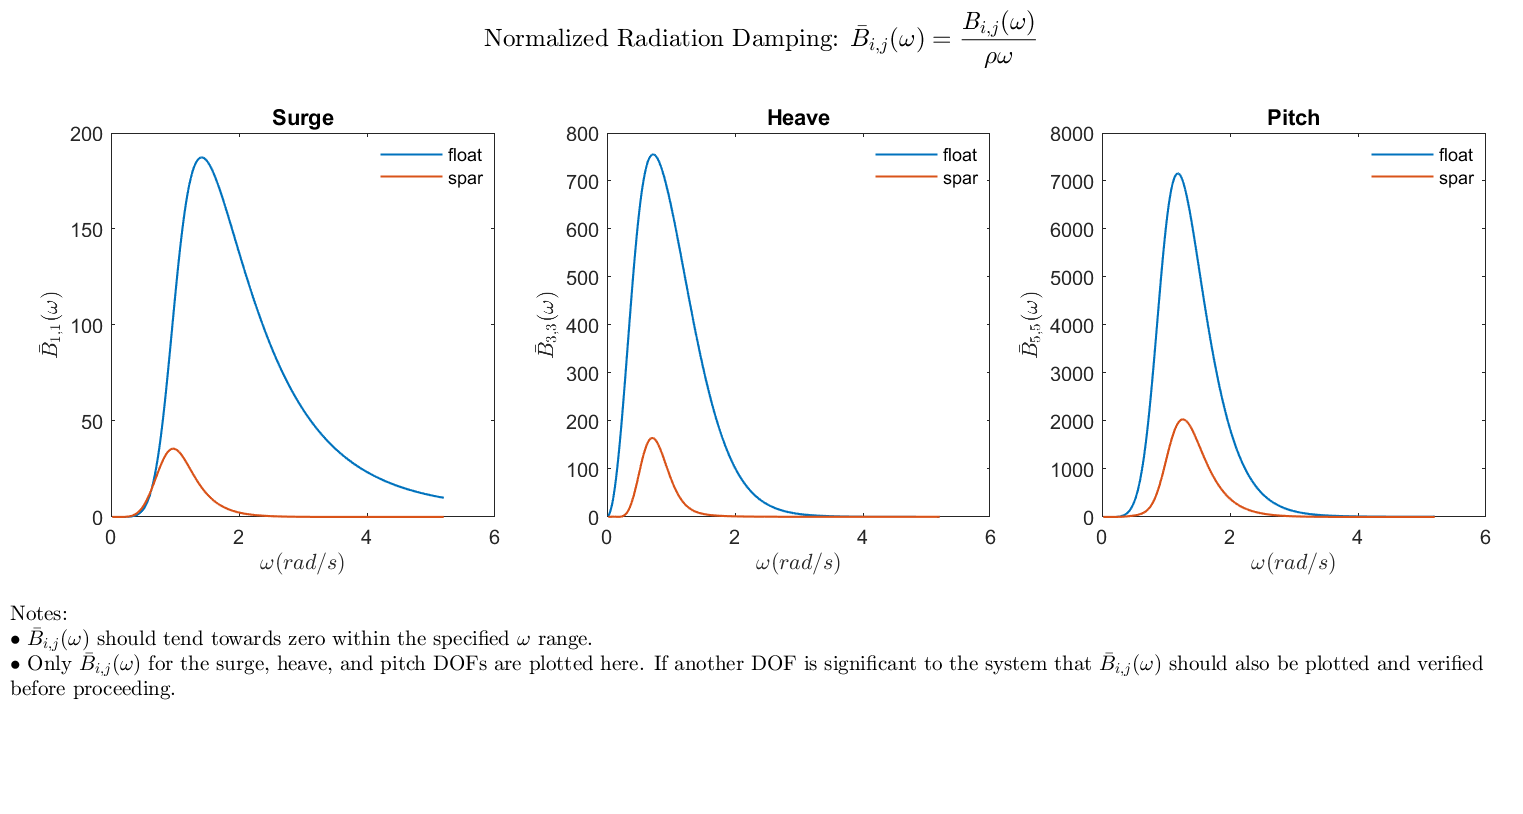 Normalized Radiation Damping: B̄i,j(ω) = Bi,j(ω) / ρω
Surge
200
150
100
50
0
0 2 4 6
B̄1,1(ω)
ω(rad/s)
float
spar
Heave
800
700
600
500
400
300
200
100
0
0 2 4 6
B̄3,3(ω)
ω(rad/s)
float
spar
Pitch
8000
7000
6000
5000
4000
3000
2000
1000
0
0 2 4 6
B̄5,5(ω)
ω(rad/s)
float
spar
Notes:
• B̄i,j(ω) should tend towards zero within the specified ω range.
• Only B̄i,j(ω) for the surge, heave, and pitch DOFs are plotted here. If another DOF is significant to the system that B̄i,j(ω) should also be plotted and verified
before proceeding.